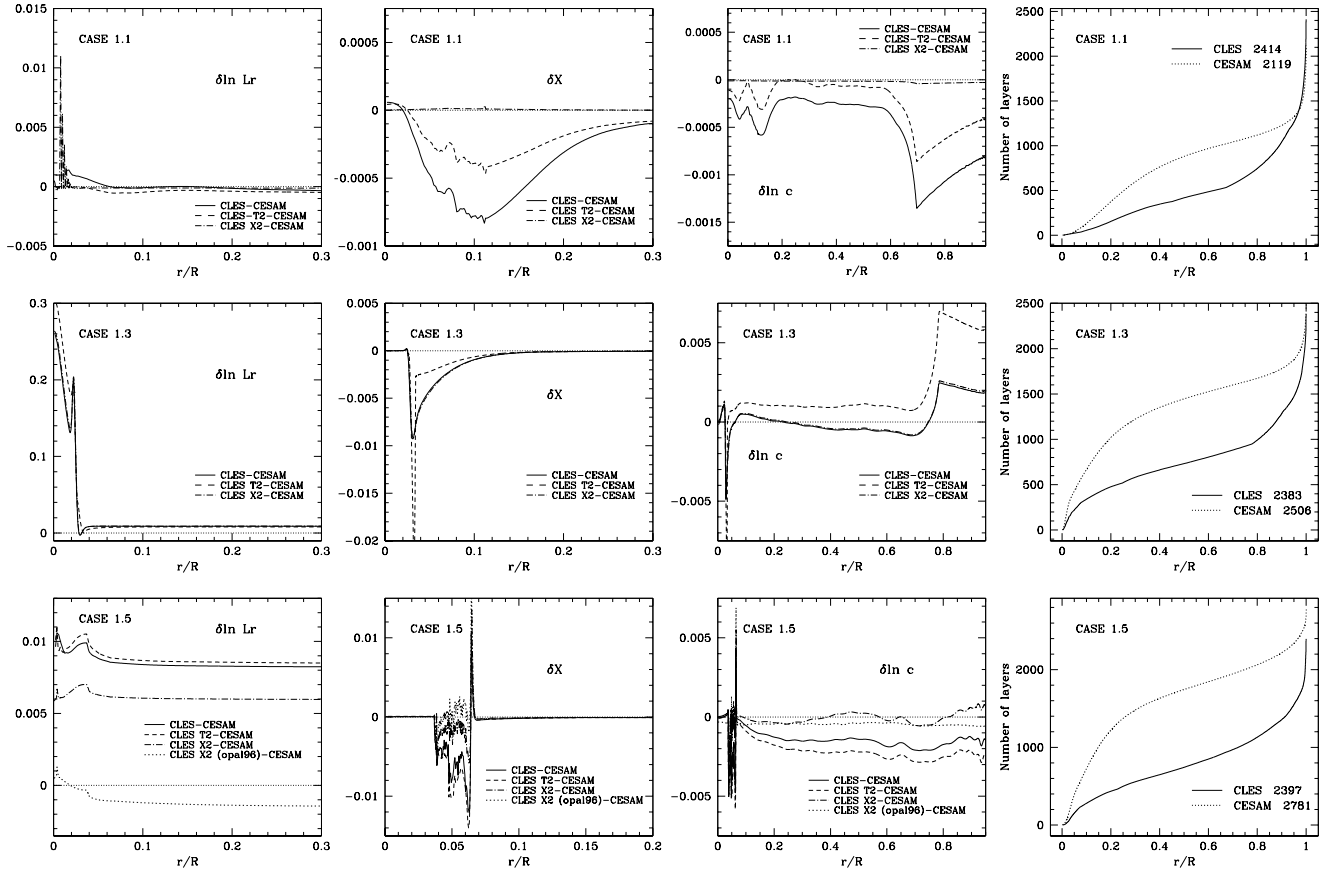 0.015
0.01
0.005
0
−0.005
CASE 1.1
δln Lr
CLES−CESAM
CLES−T2−CESAM
CLES X2−CESAM
0 0.1 0.2 0.3
r/R
0.0005
0
−0.0005
−0.001
CASE 1.1
δX
CLES−CESAM
CLES−T2−CESAM
CLES X2−CESAM
0 0.1 0.2 0.3
r/R
0.0005
0
−0.0005
−0.001
−0.0015
CASE 1.1
CLES−CESAM
CLES−T2−CESAM
CLES X2−CESAM
δln c
0 0.2 0.4 0.6 0.8
r/R
Number of layers
2500
2000
1500
1000
500
0
CASE 1.1
CLES 2414
CESAM 2119
0 0.2 0.4 0.6 0.8 1
r/R
0.3
0.2
0.1
0
CASE 1.3
δln Lr
CLES−CESAM
CLES T2−CESAM
CLES X2−CESAM
0 0.1 0.2 0.3
r/R
0.005
0
−0.005
−0.01
−0.015
−0.02
CASE 1.3
δX
CLES−CESAM
CLES T2−CESAM
CLES X2−CESAM
0 0.1 0.2 0.3
r/R
0.005
0
−0.005
CASE 1.3
δln c
CLES−CESAM
CLES T2−CESAM
CLES X2−CESAM
0 0.2 0.4 0.6 0.8
r/R
Number of layers
2500
2000
1500
1000
500
0
CASE 1.3
CLES 2383
CESAM 2506
0 0.2 0.4 0.6 0.8 1
r/R
0.01
0.005
0
CASE 1.5
δln Lr
CLES−CESAM
CLES T2−CESAM
CLES X2−CESAM
CLES X2 (opal96)−CESAM
0 0.1 0.2 0.3
r/R
0.01
0
−0.01
CASE 1.5
δX
CLES−CESAM
CLES T2−CESAM
CLES X2−CESAM
CLES X2 (opal96)−CESAM
0 0.05 0.1 0.15 0.2
r/R
0.005
0
−0.005
CASE 1.5
δln c
CLES−CESAM
CLES T2−CESAM
CLES X2−CESAM
CLES X2 (opal96)−CESAM
0 0.2 0.4 0.6 0.8
r/R
Number of layers
2000
1000
0
CASE 1.5
CLES 2397
CESAM 2781
0 0.2 0.4 0.6 0.8 1
r/R